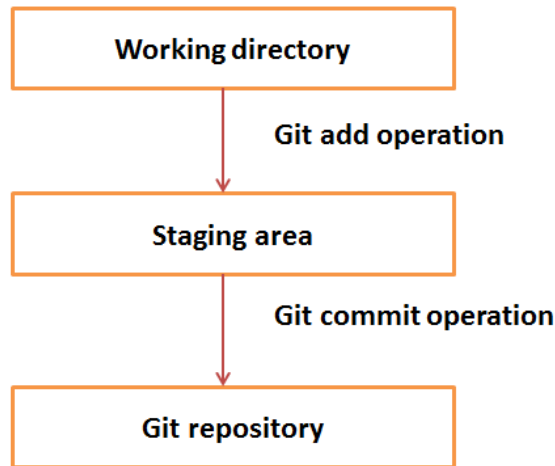 Working directory
Git add operation
Staging area
Git commit operation
Git repository